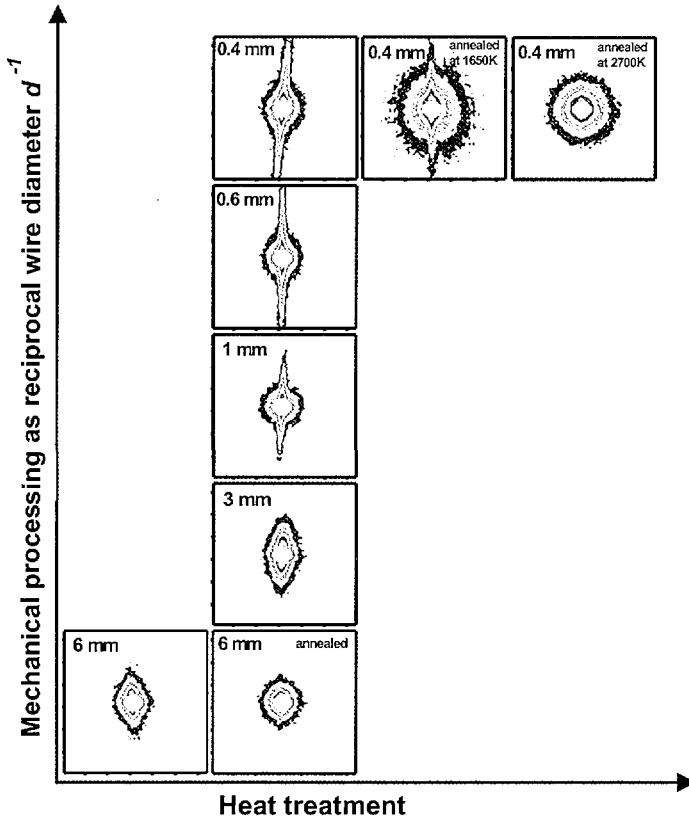 Mechanical processing as reciprocal wire diameter d⁻¹
0.4 mm
0.4 mm
annealed
at 1650K
0.4 mm
annealed
at 2700K
0.6 mm
1 mm
3 mm
6 mm
6 mm
annealed
Heat treatment